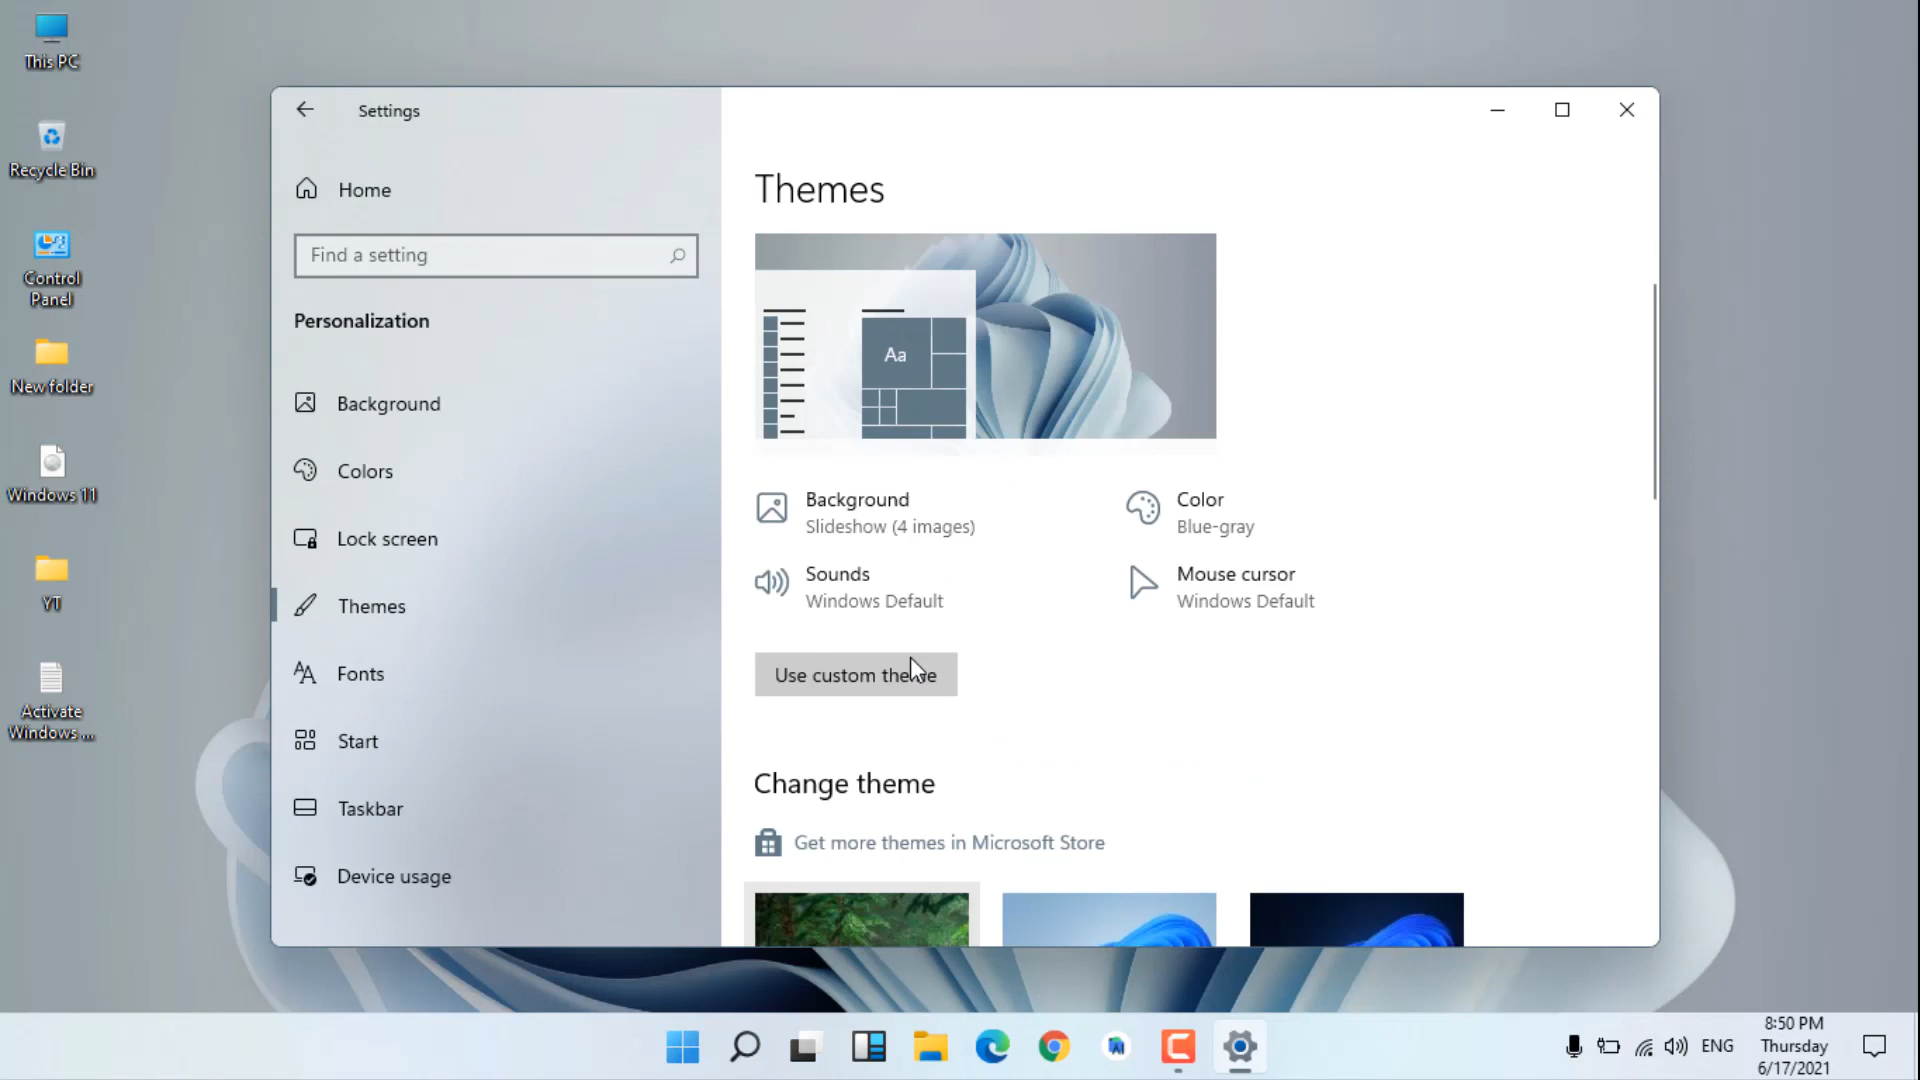 This PC
Recycle Bin
Control
Panel
New folder
Windows 11
YT
Activate
Windows ...
Settings
Home
Find a setting
Personalization
Background
Colors
Lock screen
Themes
Fonts
Start
Taskbar
Device usage
Themes
Aa
Background
Slideshow (4 images)
Color
Blue-gray
Sounds
Windows Default
Mouse cursor
Windows Default
Use custom theme
Change theme
Get more themes in Microsoft Store
ENG
8:50 PM
Thursday
6/17/2021